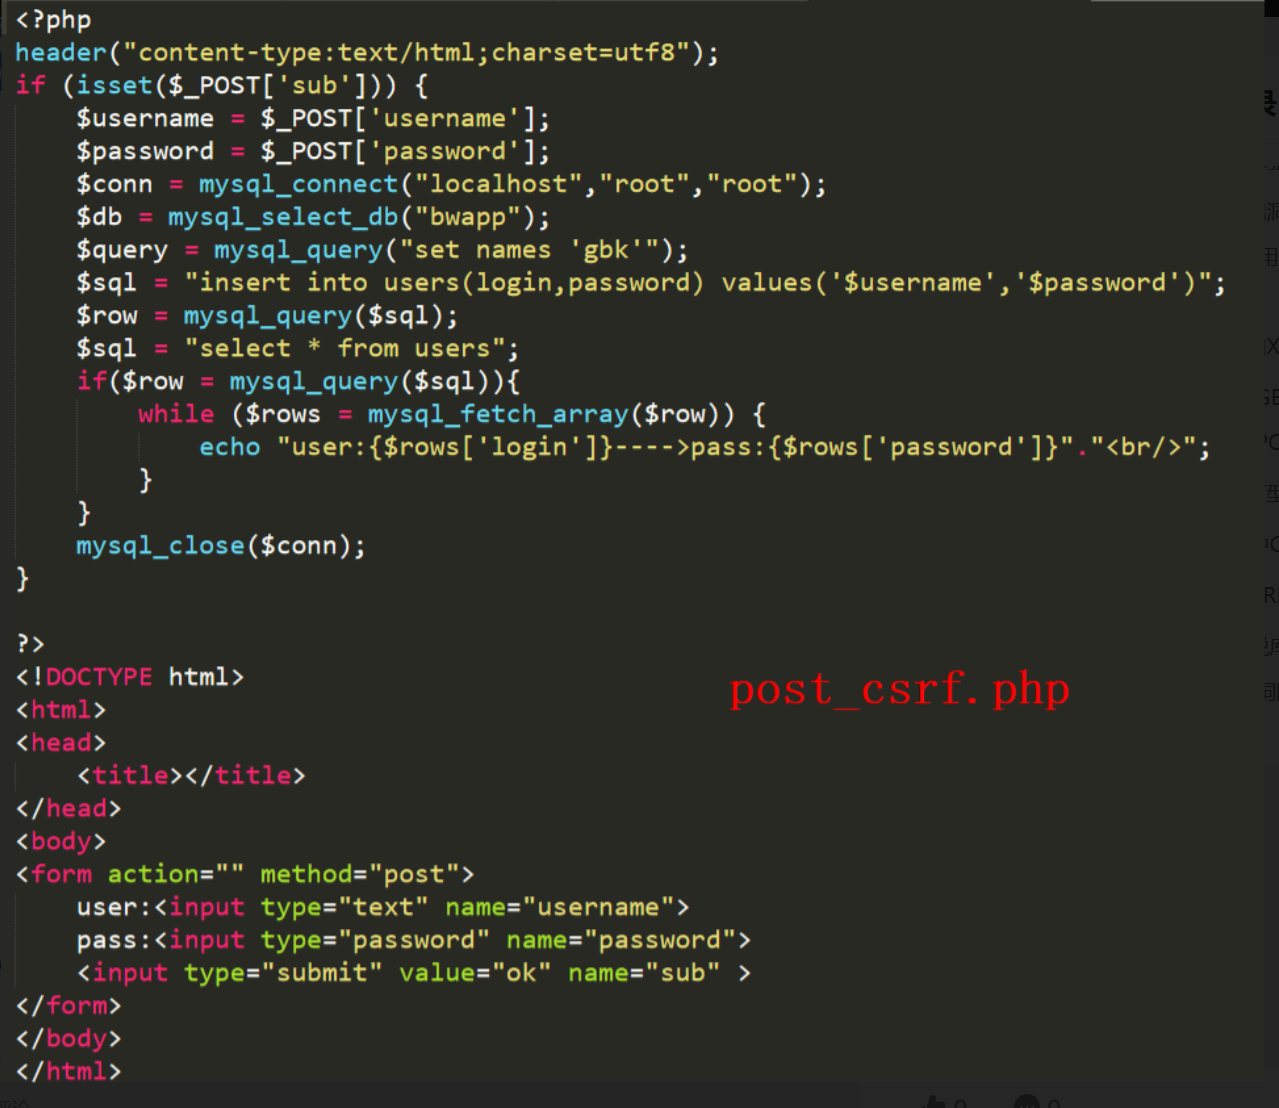 <?php
header("content-type:text/html;charset=utf8");
if (isset($_POST['sub'])) {
    $username = $_POST['username'];
    $password = $_POST['password'];
    $conn = mysql_connect("localhost","root","root");
    $db = mysql_select_db("bwapp");
    $query = mysql_query("set names 'gbk'");
    $sql = "insert into users(login,password) values('$username','$password')";
    $row = mysql_query($sql);
    $sql = "select * from users";
    if($row = mysql_query($sql)){
        while ($rows = mysql_fetch_array($row)) {
            echo "user:{$rows['login']}---->pass:{$rows['password']}"."<br/>";
        }
    }
    mysql_close($conn);
}
?>
<!DOCTYPE html>
post_csrf.php
<html>
<head>
    <title></title>
</head>
<body>
<form action="" method="post">
    user:<input type="text" name="username">
    pass:<input type="password" name="password">
    <input type="submit" value="ok" name="sub" >
</form>
</body>
</html>